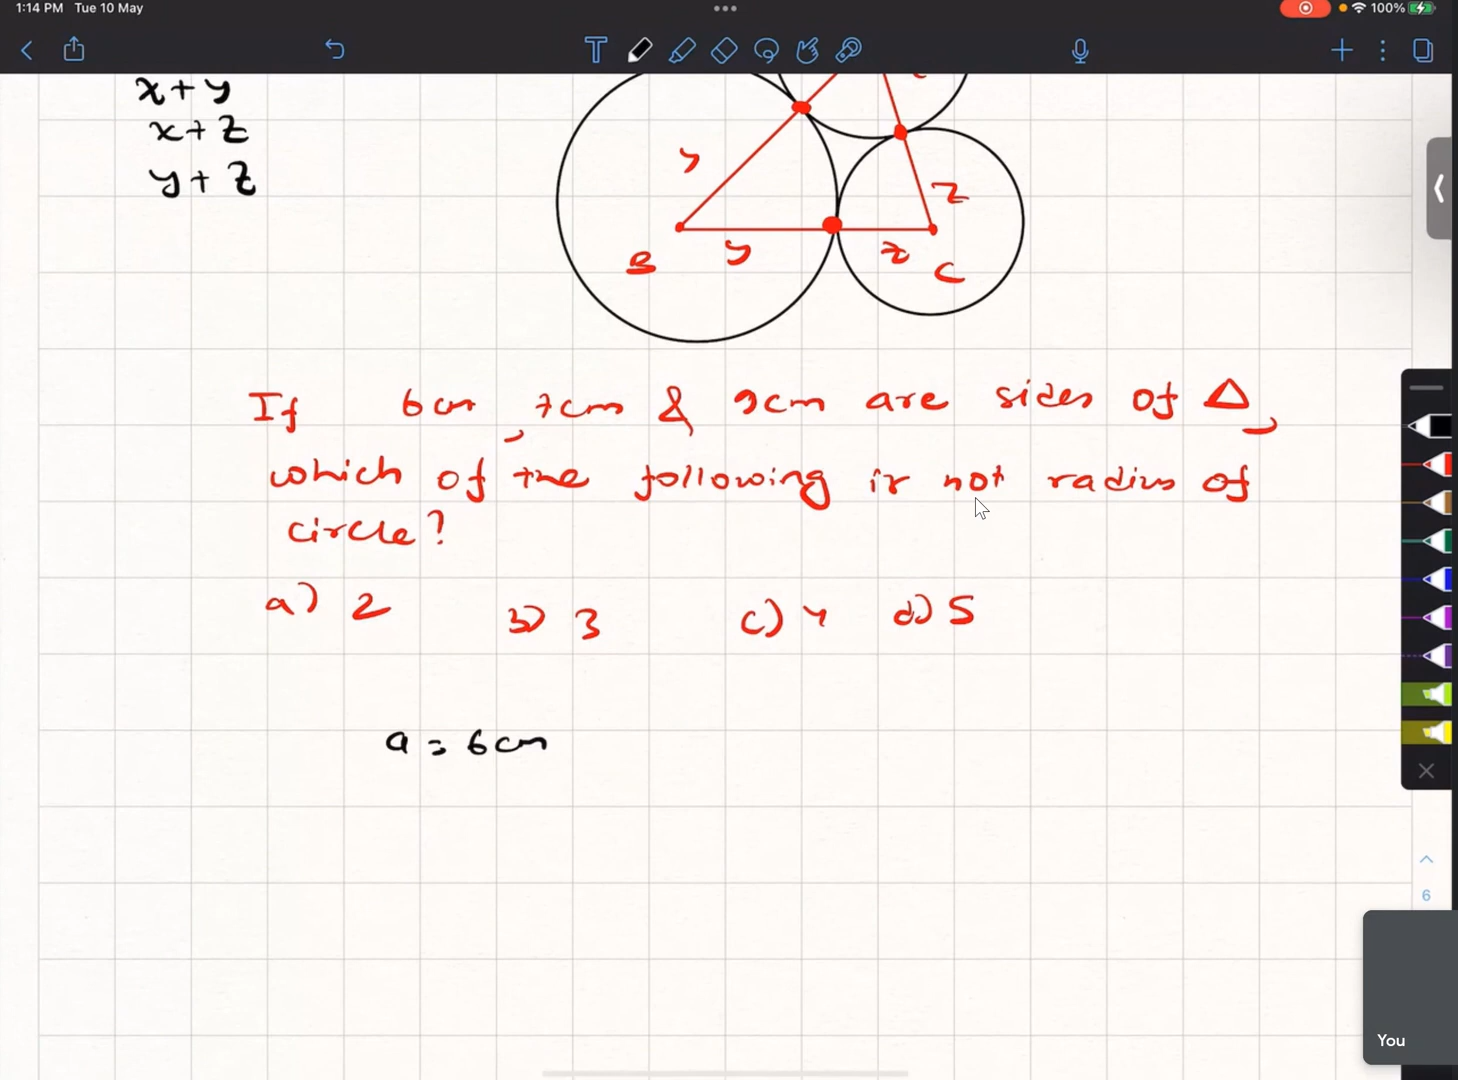 1:14 PM Tue 10 May
100%
x + y
x + z
y + z
y
z
B
y
z
C
If 6cm, 7cm & 9cm are sides of Δ,
which of the following is not radius of
circle?
a) 2 b) 3 c) 4 d) 5
a = 6cm
6
You